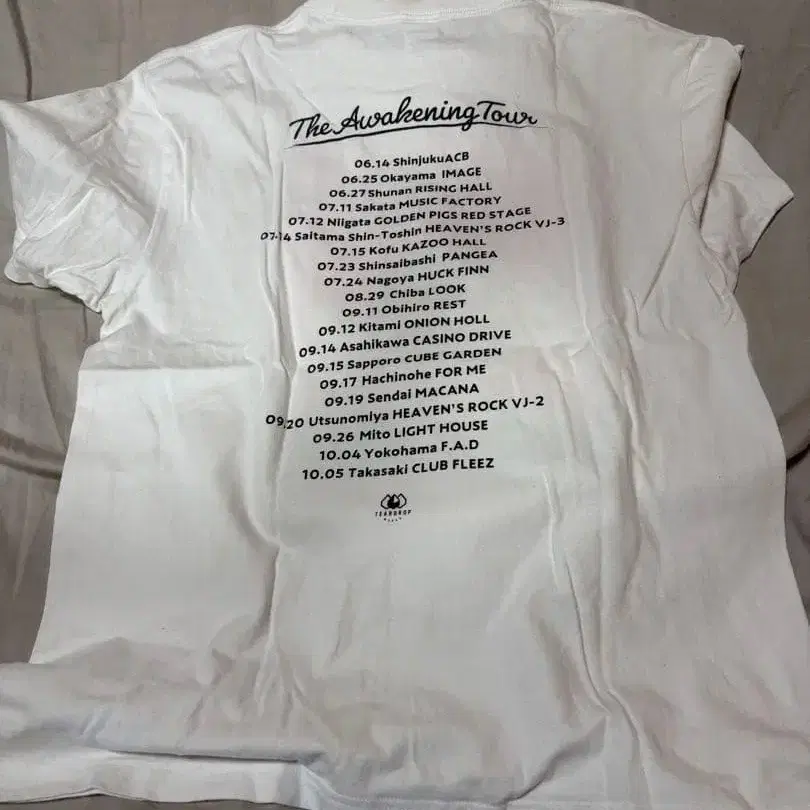 The Awakening Tour
06.14 ShinjukuACB
06.25 Okayama IMAGE
06.27 Shunan RISING HALL
07.11 Sakata MUSIC FACTORY
07.12 Niigata GOLDEN PIGS RED STAGE
07.14 Saitama Shin-Toshin HEAVEN'S ROCK VJ-3
07.15 Kofu KAZOO HALL
07.23 Shinsaibashi PANGEA
07.24 Nagoya HUCK FINN
08.29 Chiba LOOK
09.11 Obihiro REST
09.12 Kitami ONION HOLL
09.14 Asahikawa CASINO DRIVE
09.15 Sapporo CUBE GARDEN
09.17 Hachinohe FOR ME
09.19 Sendai MACANA
09.20 Utsunomiya HEAVEN'S ROCK VJ-2
09.26 Mito LIGHT HOUSE
10.04 Yokohama F.A.D
10.05 Takasaki CLUB FLEEZ
TEARDROP